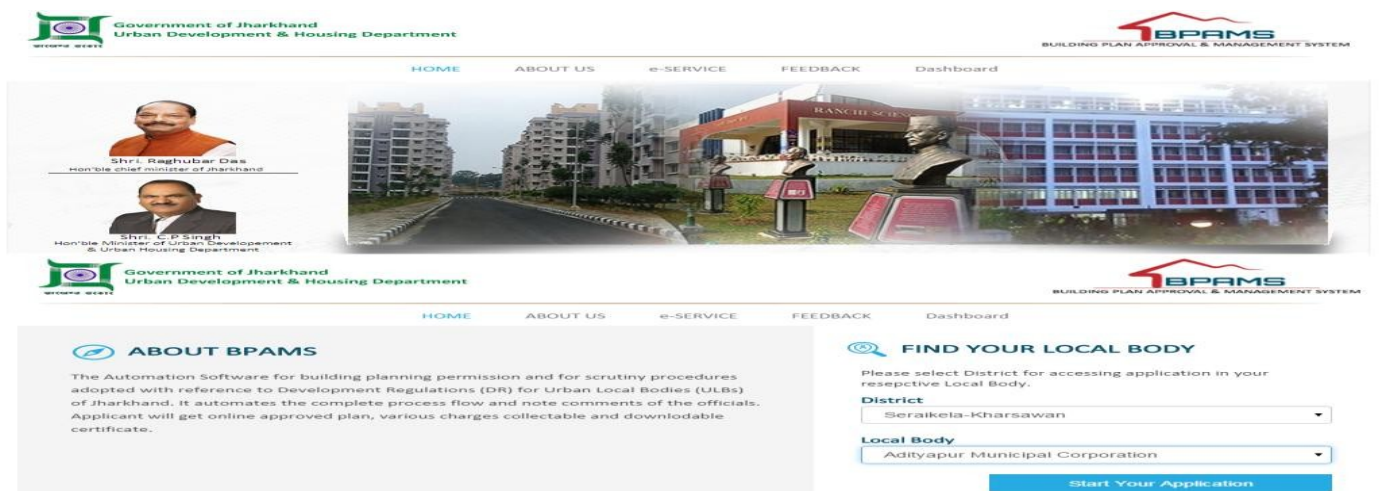 Government of Jharkhand
Urban Development & Housing Department
BPAMS
BUILDING PLAN APPROVAL & MANAGEMENT SYSTEM
HOME ABOUT US e-SERVICE FEEDBACK Dashboard
Shri. Raghubar Das
Hon'ble chief minister of Jharkhand
Shri. C.P Singh
Hon'ble Minister of Urban Developement
& Urban Housing Department
RANCHI SCIEN
Government of Jharkhand
Urban Development & Housing Department
BPAMS
BUILDING PLAN APPROVAL & MANAGEMENT SYSTEM
HOME ABOUT US e-SERVICE FEEDBACK Dashboard
ABOUT BPAMS
The Automation Software for building planning permission and for scrutiny procedures
adopted with reference to Development Regulations (DR) for Urban Local Bodies (ULBs)
of Jharkhand. It automates the complete process flow and note comments of the officials.
Applicant will get online approved plan, various charges collectable and downlodable
certificate.
FIND YOUR LOCAL BODY
Please select District for accessing application in your
resepctive Local Body.
District
Seraikela-Kharsawan
Local Body
Adityapur Municipal Corporation
Start Your Application